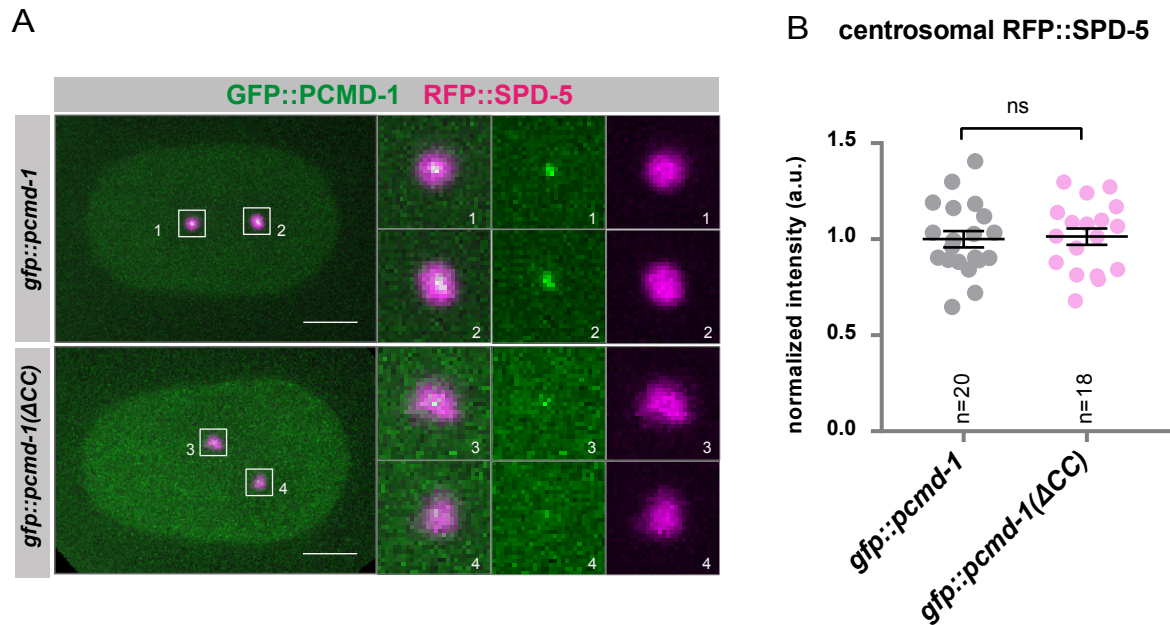 A
GFP::PCMD-1 RFP::SPD-5
gfp::pcmd-1
1
2
1
1
1
2
2
2
gfp::pcmd-1(ΔCC)
3
4
3
3
3
4
4
4
B centrosomal RFP::SPD-5
ns
normalized intensity (a.u.)
1.5
1.0
0.5
0.0
n=20
n=18
gfp::pcmd-1
gfp::pcmd-1(ΔCC)